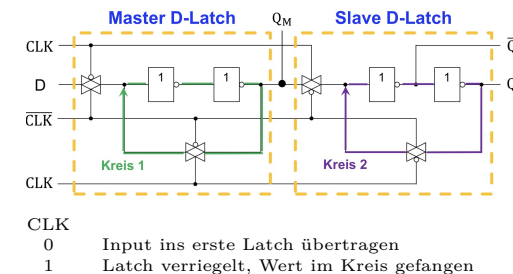 Master D-Latch Q_M Slave D-Latch
CLK Q̅
D 1 1 1 1 Q
C̅L̅K̅
Kreis 1 Kreis 2
CLK
CLK
0 Input ins erste Latch übertragen
1 Latch verriegelt, Wert im Kreis gefangen